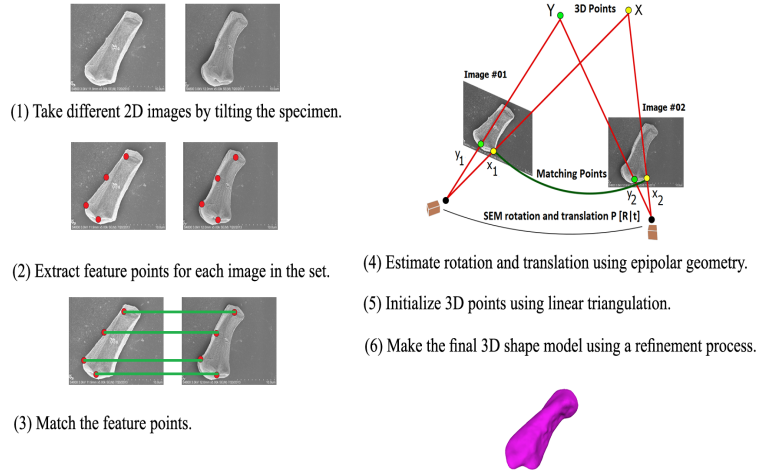 (1) Take different 2D images by tilting the specimen.
(2) Extract feature points for each image in the set.
(3) Match the feature points.
Y
3D Points
X
Image #01
Image #02
y1
x1
Matching Points
y2
x2
SEM rotation and translation P [R|t]
(4) Estimate rotation and translation using epipolar geometry.
(5) Initialize 3D points using linear triangulation.
(6) Make the final 3D shape model using a refinement process.